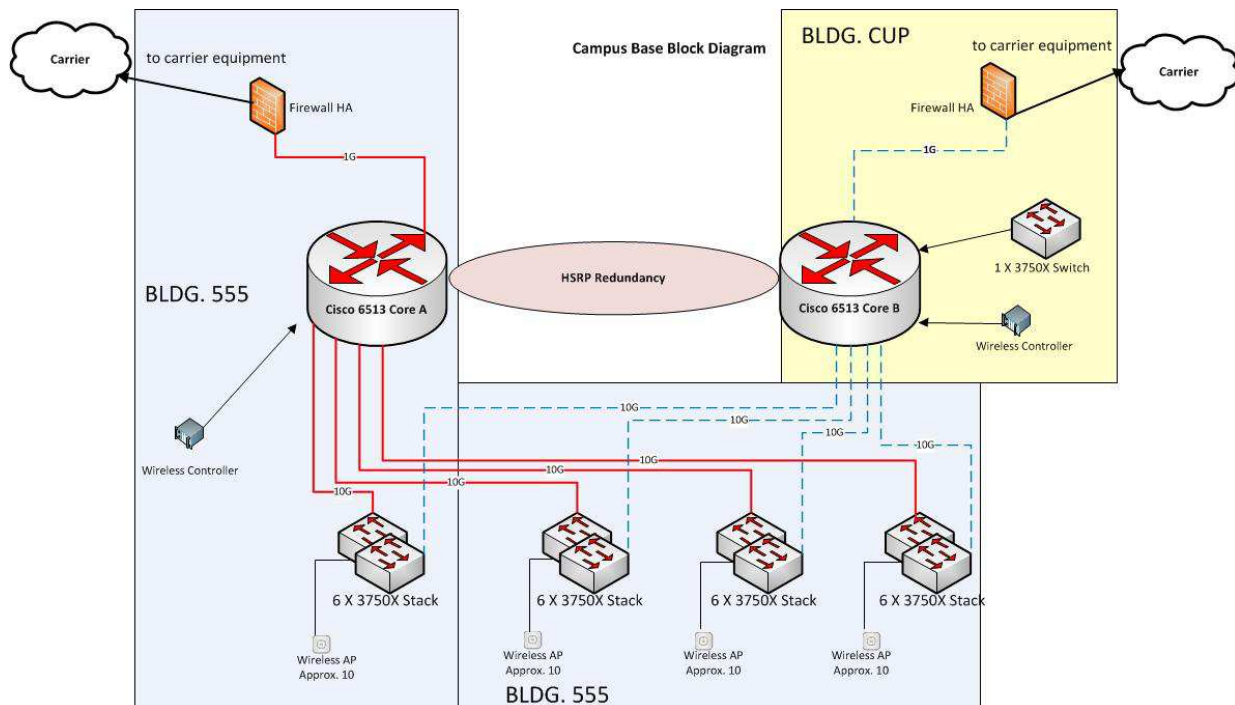 Campus Base Block Diagram
BLDG. CUP
Carrier
to carrier equipment
Firewall HA
1G
to carrier equipment
Carrier
Firewall HA
1G
BLDG. 555
Cisco 6513 Core A
HSRP Redundancy
Cisco 6513 Core B
1 X 3750X Switch
Wireless Controller
Wireless Controller
10G
10G
10G
10G
10G
10G
10G
10G
6 X 3750X Stack
6 X 3750X Stack
6 X 3750X Stack
6 X 3750X Stack
Wireless AP
Approx. 10
Wireless AP
Approx. 10
Wireless AP
Approx. 10
Wireless AP
Approx. 10
BLDG. 555